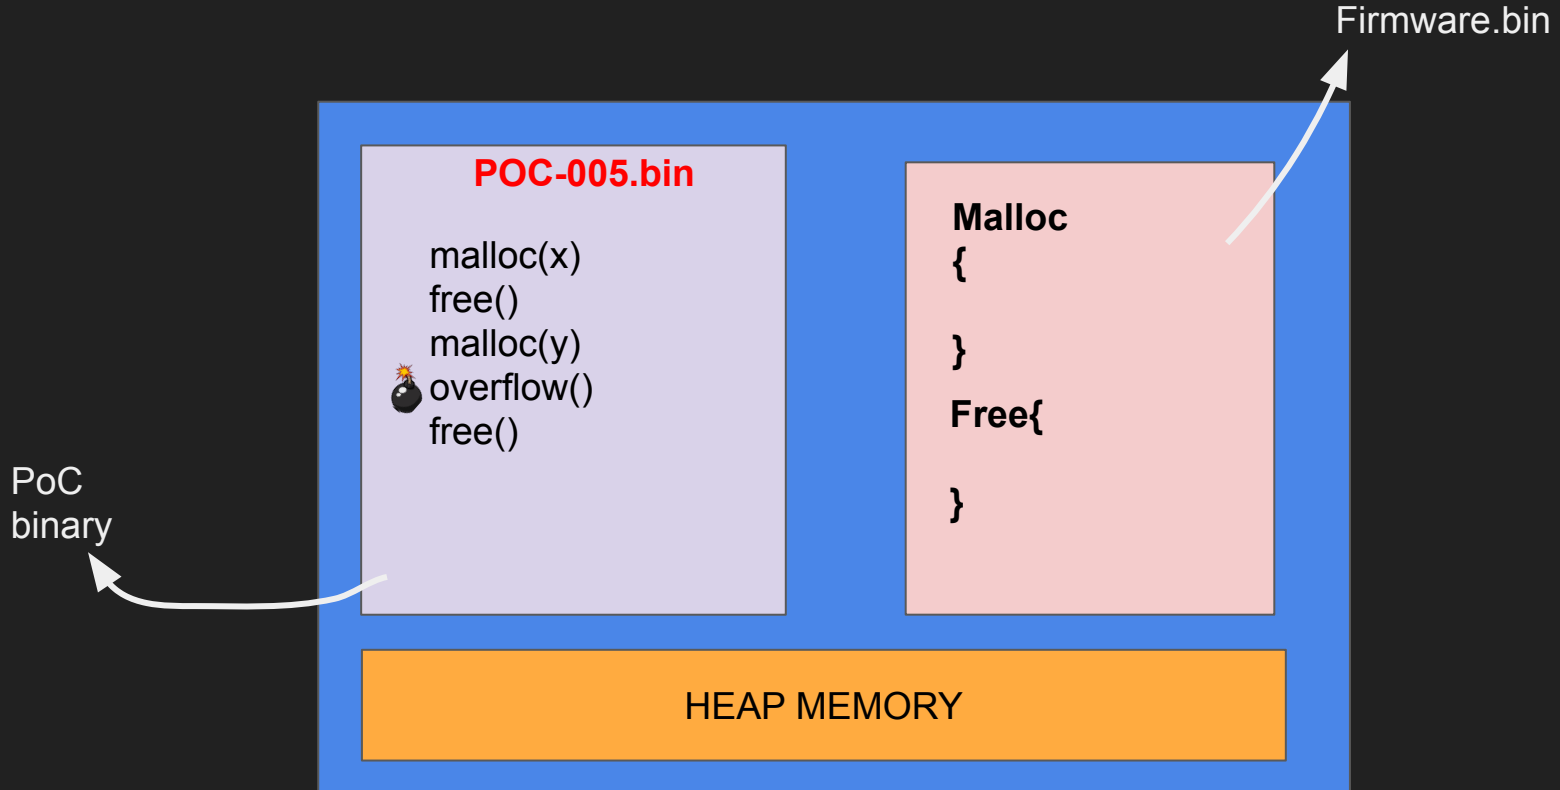 Firmware.bin
POC-005.bin
malloc(x)
free()
malloc(y)
overflow()
free()
Malloc
{
}
Free{
}
PoC
binary
HEAP MEMORY